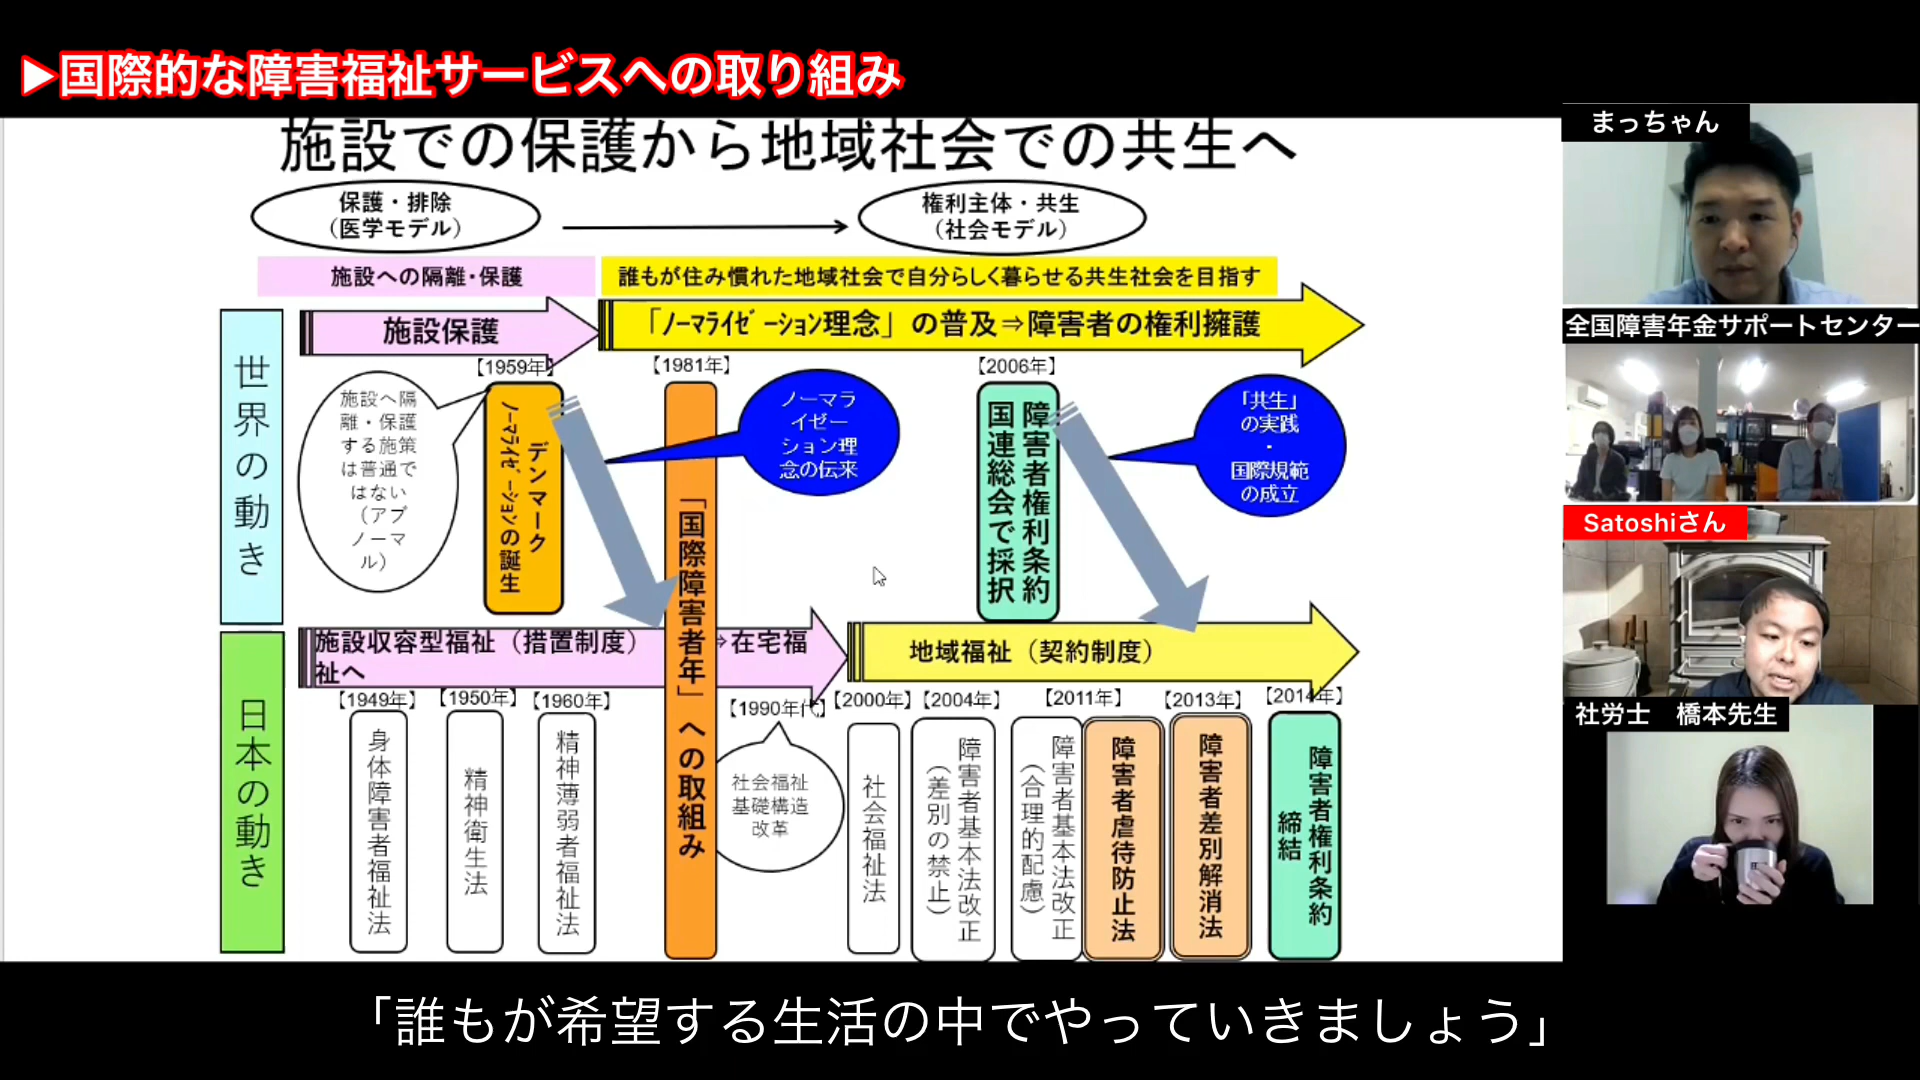 ▶国際的な障害福祉サービスへの取り組み
施設での保護から地域社会での共生へ
保護・排除
（医学モデル）
権利主体・共生
（社会モデル）
施設への隔離・保護
誰もが住み慣れた地域社会で自分らしく暮らせる共生社会を目指す
施設保護
「ﾉｰﾏﾗｲｾﾞｰｼｮﾝ理念」の普及⇒障害者の権利擁護
世界の動き
【1959年】
【1981年】
【2006年】
施設へ隔
離・保護
する施策
は普通で
はない
（アブ
ノーマ
ル）
デンマーク
ﾉｰﾏﾗｲｾﾞｰｼｮﾝの誕生
「国際障害者年」への取組み
ノーマラ
イゼー
ション理
念の伝来
障害者権利条約
国連総会で採択
「共生」
の実践
・
国際規範
の成立
日本の動き
施設収容型福祉（措置制度）
⇒在宅福
祉へ
地域福祉（契約制度）
【1949年】
【1950年】
【1960年】
【1990年代】
【2000年】
【2004年】
【2011年】
【2013年】
【2014年】
身体障害者福祉法
精神衛生法
精神薄弱者福祉法
社会福祉
基礎構造
改革
社会福祉法
障害者基本法改正
（差別の禁止）
障害者基本法改正
（合理的配慮）
障害者虐待防止法
障害者差別解消法
障害者権利条約
締結
まっちゃん
全国障害年金サポートセンター
Satoshiさん
社労士　橋本先生
「誰もが希望する生活の中でやっていきましょう」